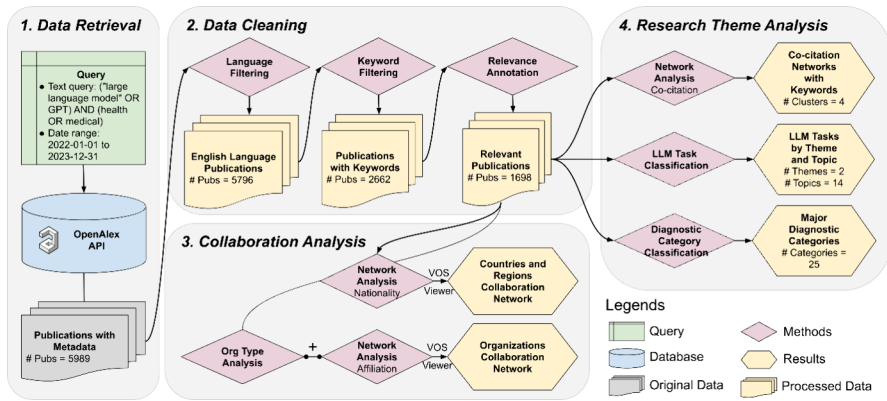 1. Data Retrieval
Query
● Text query: ("large
language model" OR
GPT) AND (health
OR medical)
● Date range:
2022-01-01 to
2023-12-31
OpenAlex
API
Publications with
Metadata
# Pubs = 5989
2. Data Cleaning
Language
Filtering
Keyword
Filtering
Relevance
Annotation
English Language
Publications
# Pubs = 5796
Publications
with Keywords
# Pubs = 2662
Relevant
Publications
# Pubs = 1698
3. Collaboration Analysis
Network
Analysis
Nationality
VOS
Viewer
Countries and
Regions
Collaboration
Network
Org Type
Analysis
+
Network
Analysis
Affiliation
VOS
Viewer
Organizations
Collaboration
Network
4. Research Theme Analysis
Network
Analysis
Co-citation
Co-citation
Networks
with
Keywords
# Clusters = 4
LLM Task
Classification
LLM Tasks
by Theme
and Topic
# Themes = 2
# Topics = 14
Diagnostic
Category
Classification
Major
Diagnostic
Categories
# Categories =
25
Legends
Query
Methods
Database
Results
Original Data
Processed Data